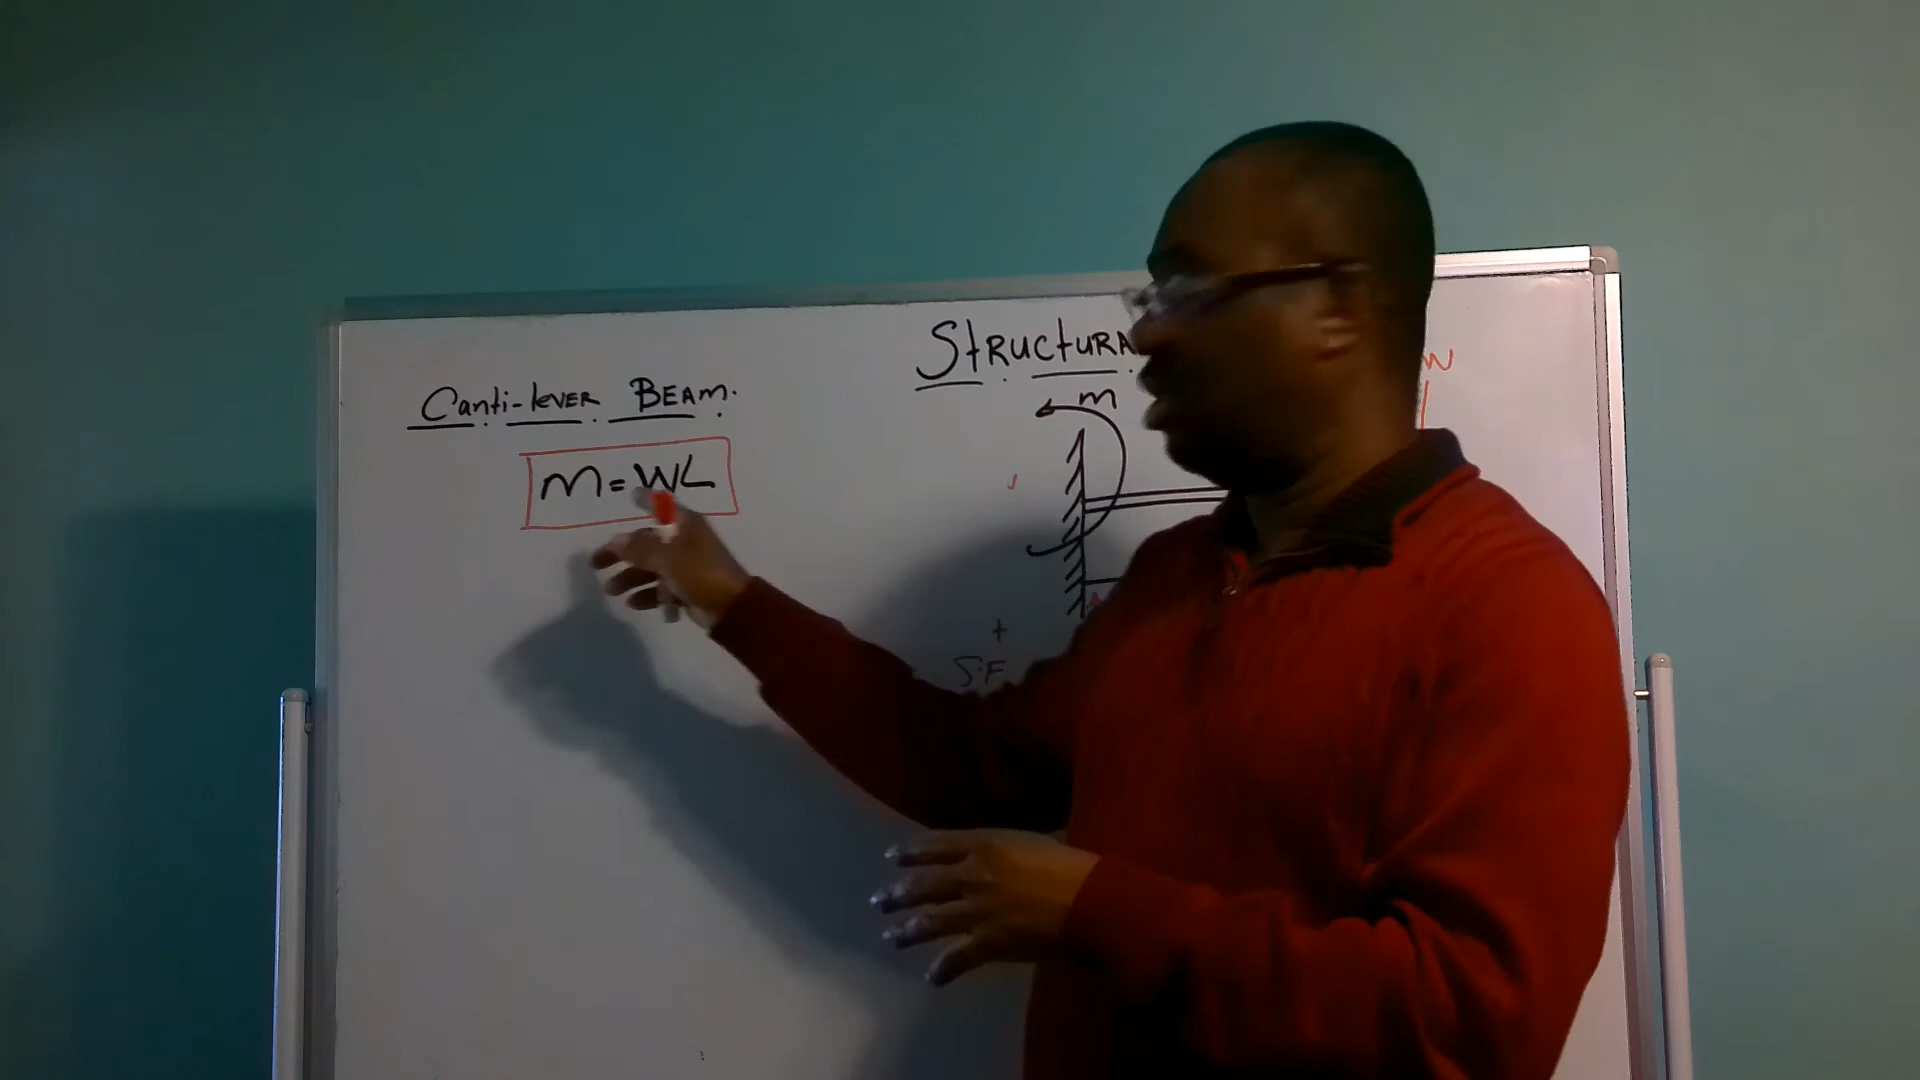 Canti-lever BEAM.
M = WL
Structura
m
W
+
S.F